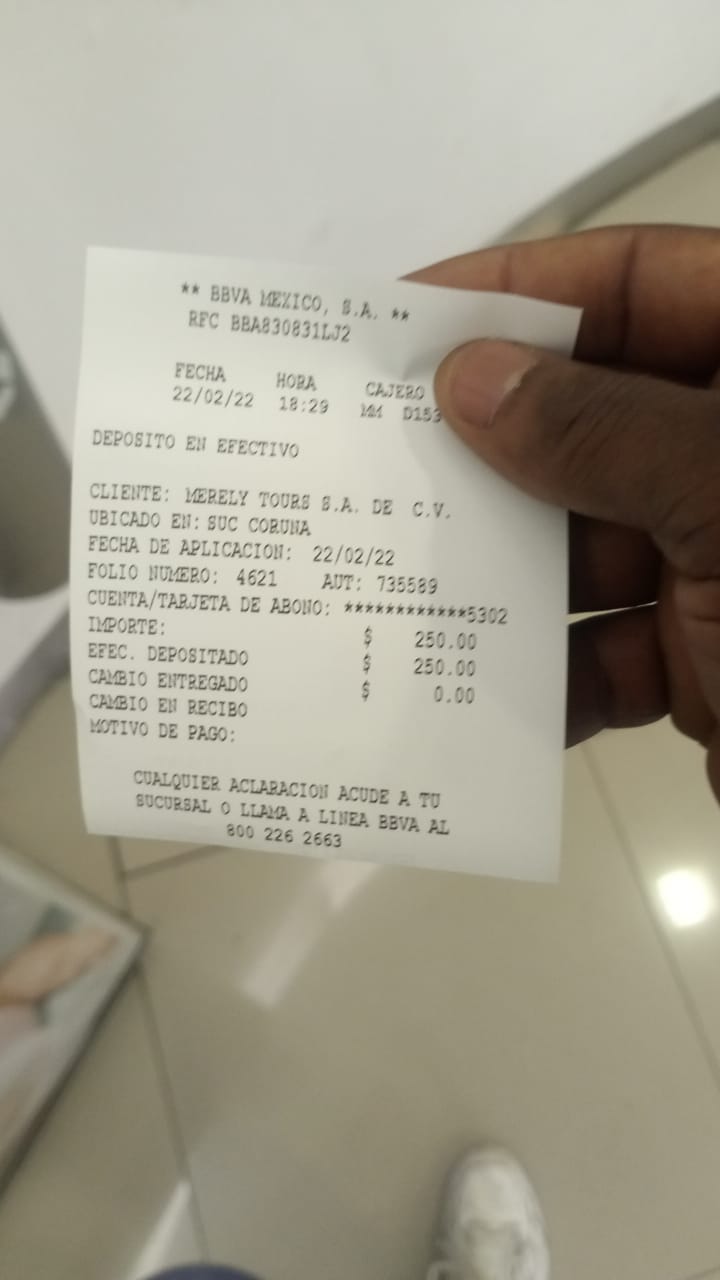 ** BBVA MEXICO, S.A. **
RFC BBA830831LJ2
FECHA HORA CAJERO
22/02/22 18:29 MM D153
DEPOSITO EN EFECTIVO
CLIENTE: MERELY TOURS S.A. DE C.V.
UBICADO EN: SUC CORUNA
FECHA DE APLICACION: 22/02/22
FOLIO NUMERO: 4621 AUT: 735589
CUENTA/TARJETA DE ABONO: ************5302
IMPORTE: $ 250.00
EFEC. DEPOSITADO $ 250.00
CAMBIO ENTREGADO $ 0.00
CAMBIO EN RECIBO
MOTIVO DE PAGO:
CUALQUIER ACLARACION ACUDE A TU
SUCURSAL O LLAMA A LINEA BBVA AL
800 226 2663